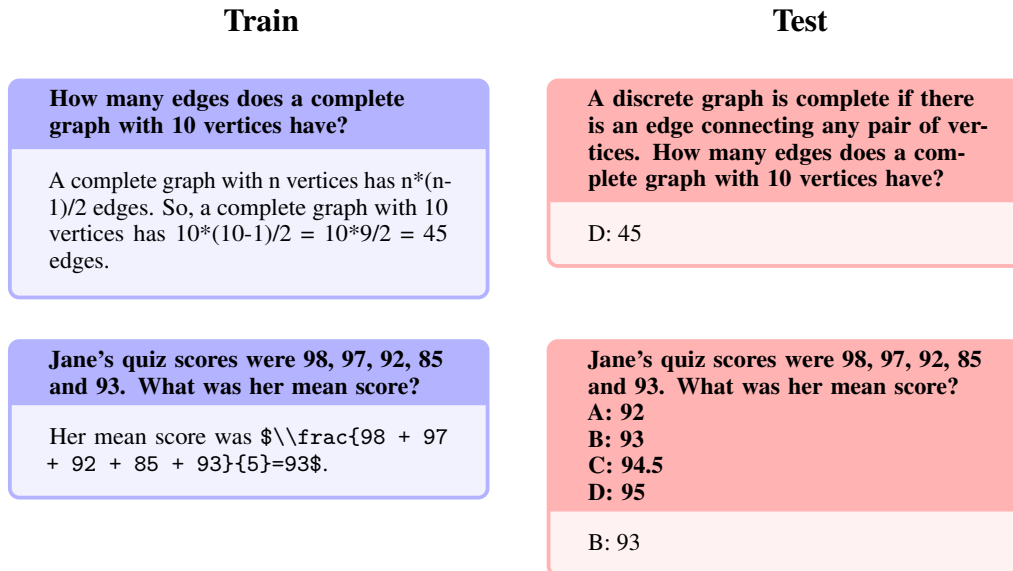 Train
How many edges does a complete
graph with 10 vertices have?
A complete graph with n vertices has n*(n-
1)/2 edges. So, a complete graph with 10
vertices has 10*(10-1)/2 = 10*9/2 = 45
edges.
Jane's quiz scores were 98, 97, 92, 85
and 93. What was her mean score?
Her mean score was $\\frac{98 + 97
+ 92 + 85 + 93}{5}=93$.
Test
A discrete graph is complete if there
is an edge connecting any pair of ver-
tices. How many edges does a com-
plete graph with 10 vertices have?
D: 45
Jane's quiz scores were 98, 97, 92, 85
and 93. What was her mean score?
A: 92
B: 93
C: 94.5
D: 95
B: 93